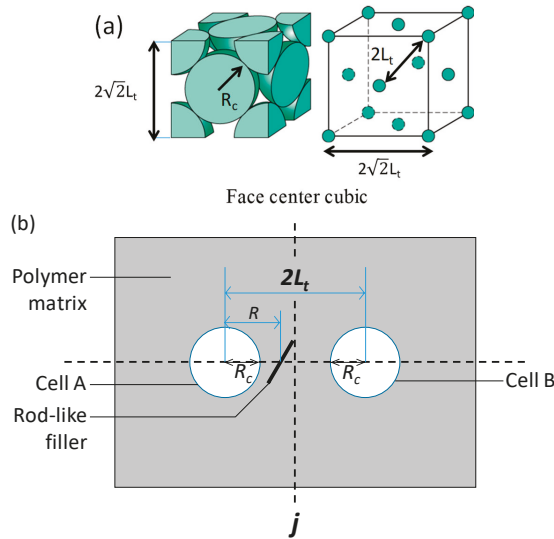 (a)
2√2L_t
R_c
2L_t
2√2L_t
Face center cubic
(b)
2L_t
Polymer
matrix
R
R_c
R_c
Cell A
Cell B
Rod-like
filler
j